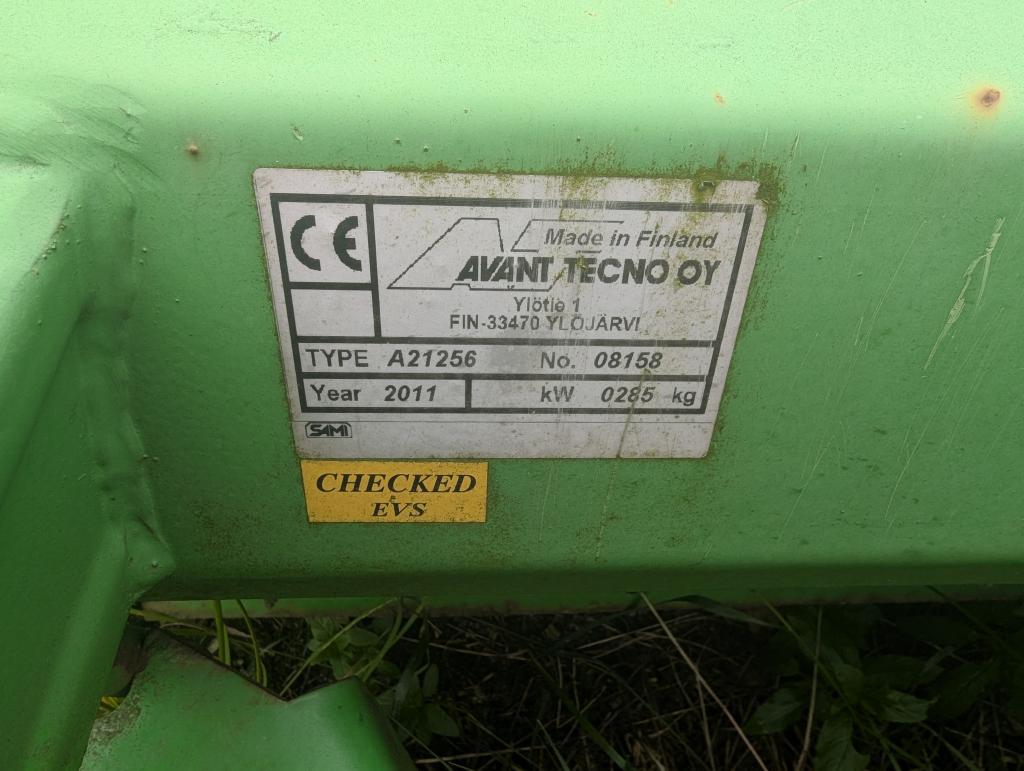 CE
Made in Finland
AVANT TECNO OY
Ylötie 1
FIN-33470 YLÖJÄRVI
TYPE A21256 No. 08158
Year 2011 kW 0285 kg
SAMI
CHECKED
EVS